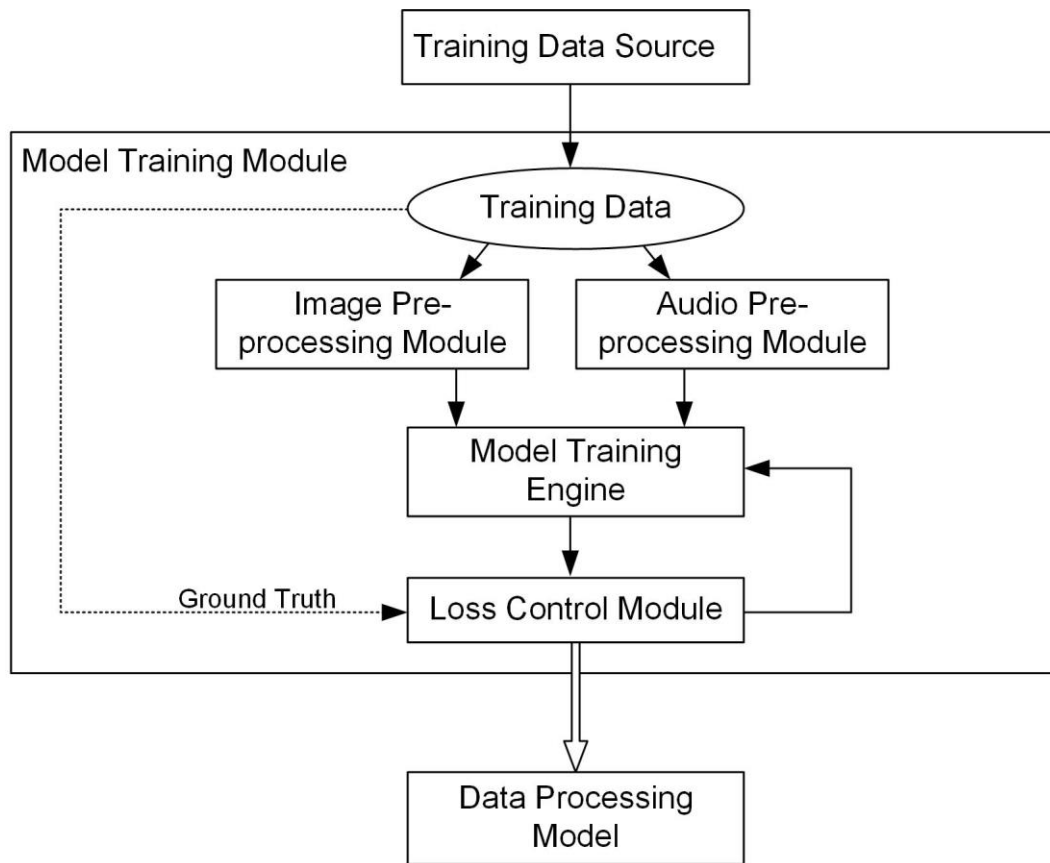 Training Data Source
Model Training Module
Training Data
Image Pre-
processing Module
Audio Pre-
processing Module
Model Training
Engine
Ground Truth
Loss Control Module
Data Processing
Model